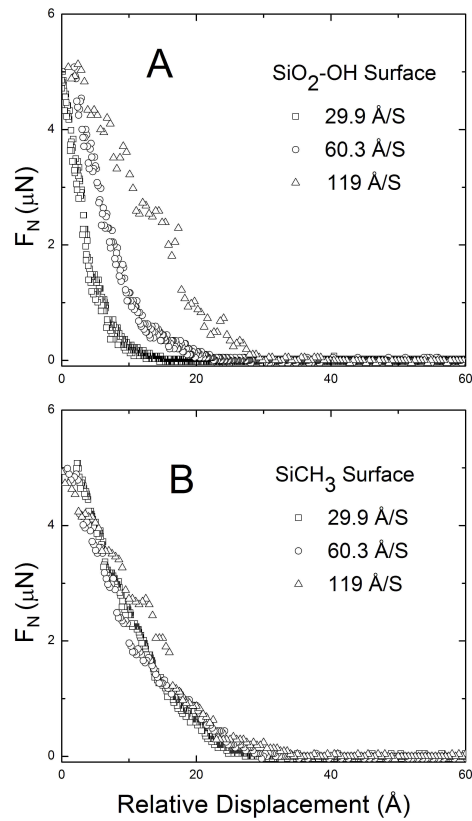 A
SiO2-OH Surface
29.9 Å/S
60.3 Å/S
119 Å/S
FN (μN)
6
4
2
0
0 20 40 60
B
SiCH3 Surface
29.9 Å/S
60.3 Å/S
119 Å/S
FN (μN)
6
4
2
0
0 20 40 60
Relative Displacement (Å)